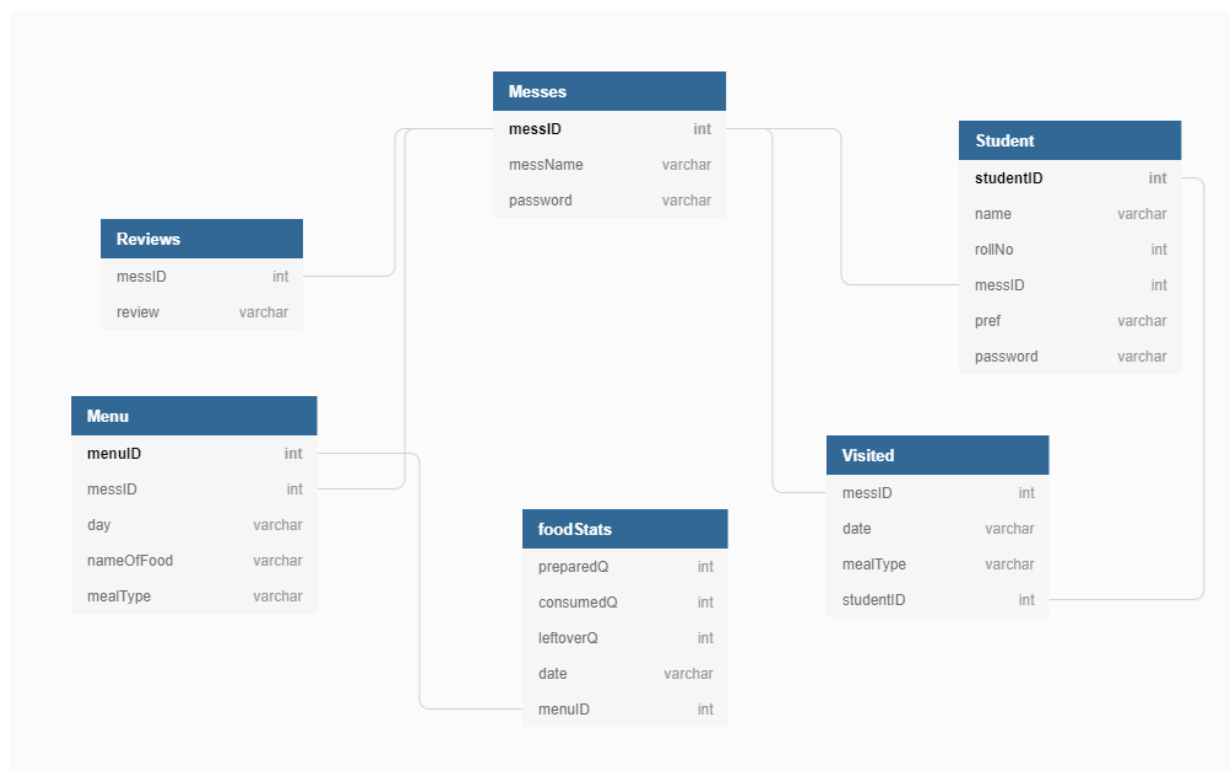 Messes
messID int
messName varchar
password varchar
Student
studentID int
name varchar
rollNo int
messID int
pref varchar
password varchar
Reviews
messID int
review varchar
Menu
menuID int
messID int
day varchar
nameOfFood varchar
mealType varchar
Visited
messID int
date varchar
mealType varchar
studentID int
foodStats
preparedQ int
consumedQ int
leftoverQ int
date varchar
menuID int